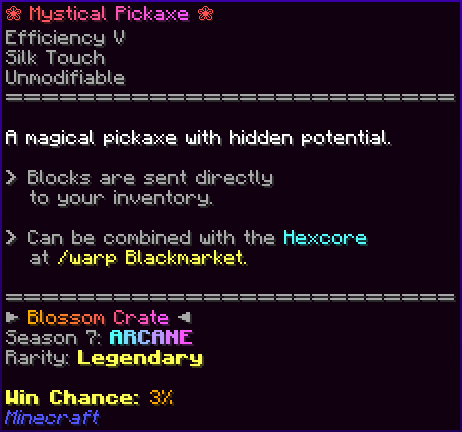 ❀ Mystical Pickaxe ❀
Efficiency V
Silk Touch
Unmodifiable
================================
A magical pickaxe with hidden potential.
> Blocks are sent directly
to your inventory.
> Can be combined with the Hexcore
at /warp Blackmarket.
================================
► Blossom Crate ◄
Season 7: ARCANE
Rarity: Legendary
Win Chance: 3%
Minecraft